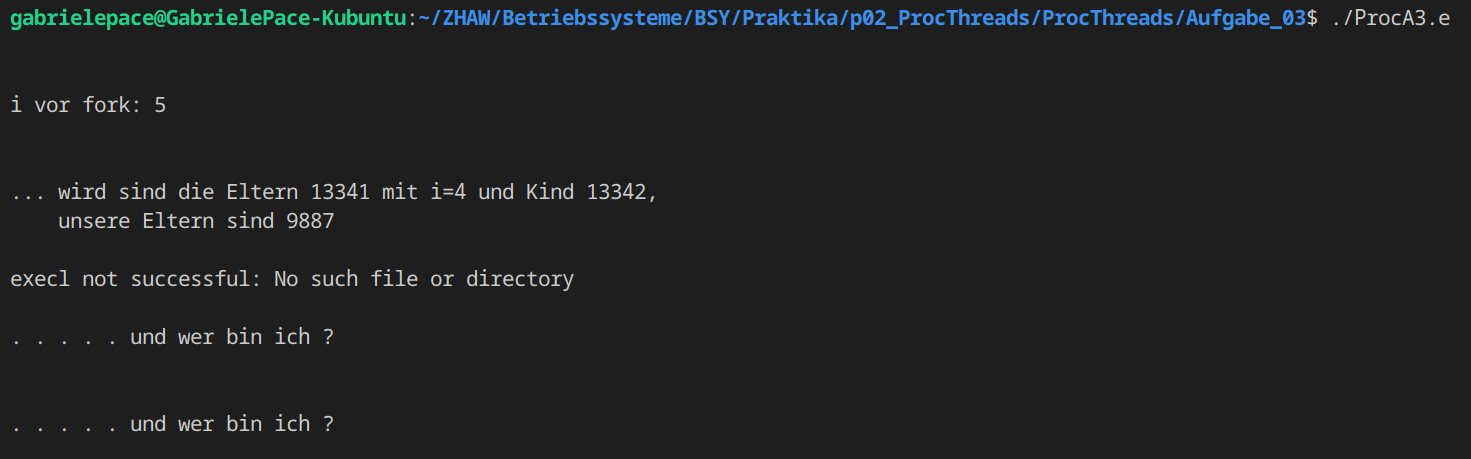 gabrielepace@GabrielePace-Kubuntu:~/ZHAW/Betriebssysteme/BSY/Praktika/p02_ProcThreads/ProcThreads/Aufgabe_03$ ./ProcA3.e
i vor fork: 5
... wird sind die Eltern 13341 mit i=4 und Kind 13342,
unsere Eltern sind 9887
execl not successful: No such file or directory
. . . . . und wer bin ich ?
. . . . . und wer bin ich ?